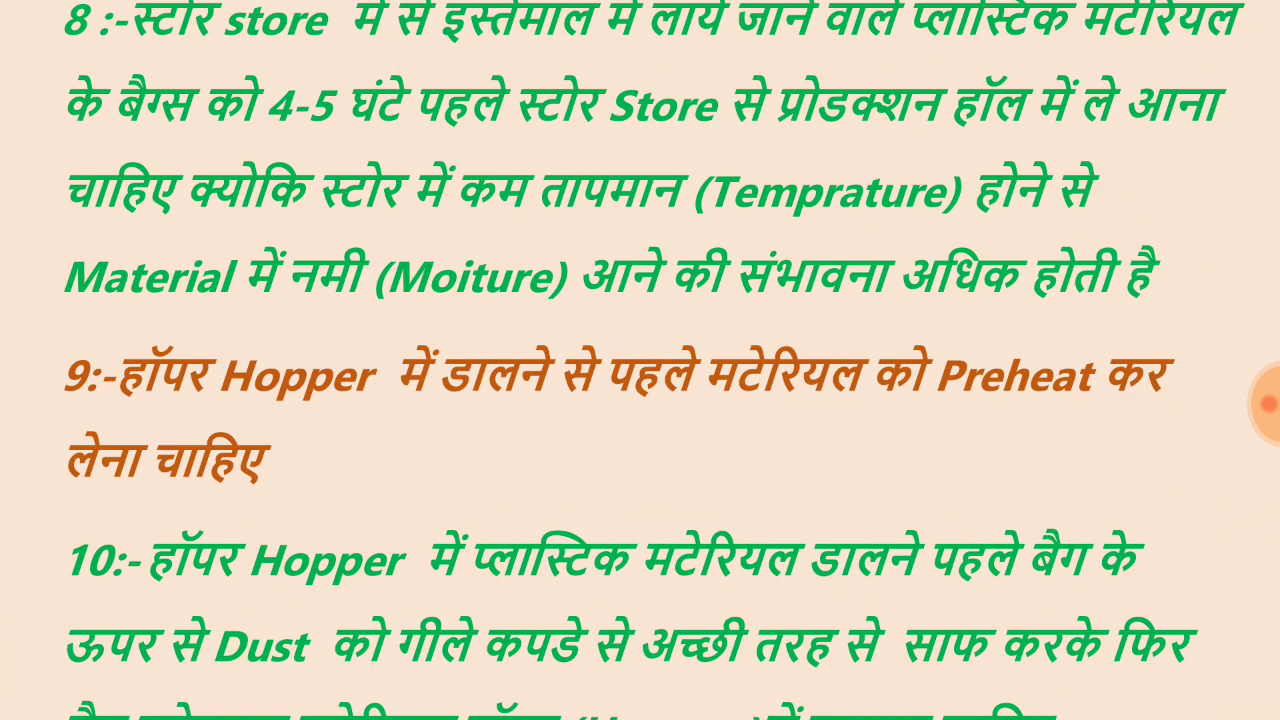 8 :-स्टोर store में से इस्तेमाल में लाये जाने वाले प्लास्टिक मटेरियल
के बैग्स को 4-5 घंटे पहले स्टोर Store से प्रोडक्शन हॉल में ले आना
चाहिए क्योकि स्टोर में कम तापमान (Temprature) होने से
Material में नमी (Moiture) आने की संभावना अधिक होती है
9:-हॉपर Hopper में डालने से पहले मटेरियल को Preheat कर
लेना चाहिए
10:-हॉपर Hopper में प्लास्टिक मटेरियल डालने पहले बैग के
ऊपर से Dust को गीले कपडे से अच्छी तरह से साफ करके फिर